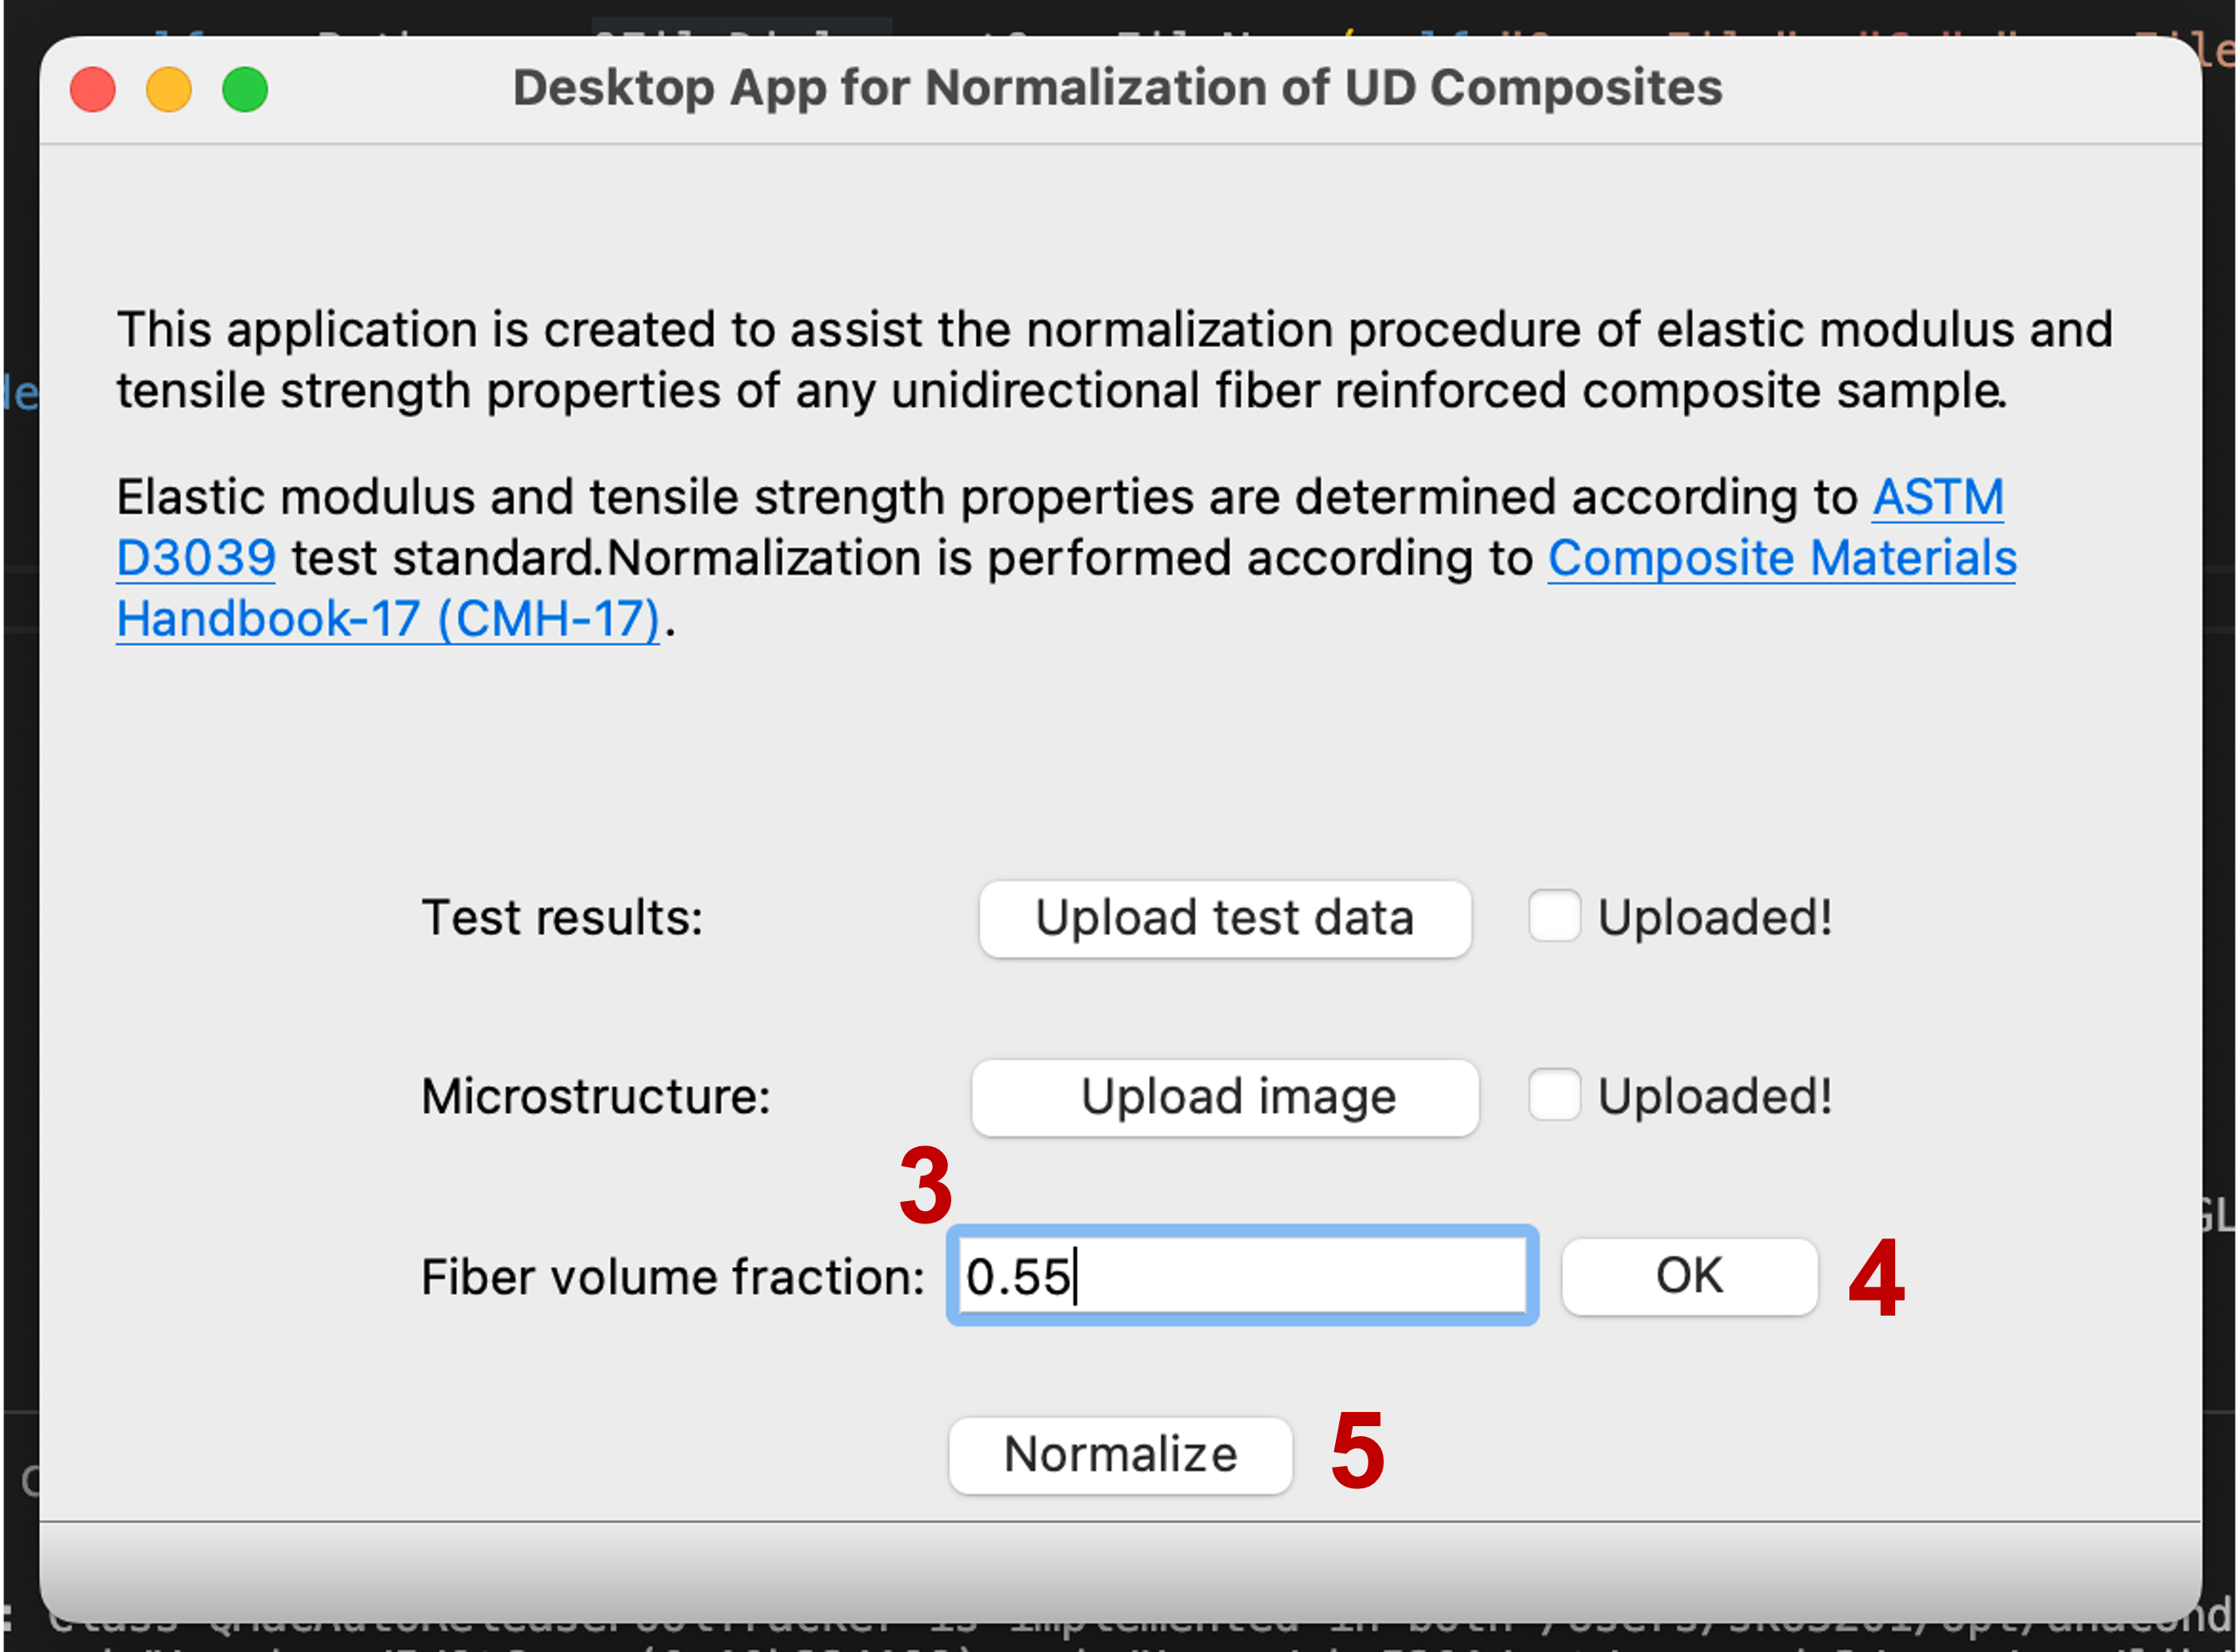 Desktop App for Normalization of UD Composites
This application is created to assist the normalization procedure of elastic modulus and
tensile strength properties of any unidirectional fiber reinforced composite sample.
Elastic modulus and tensile strength properties are determined according to ASTM
D3039 test standard.Normalization is performed according to Composite Materials
Handbook-17 (CMH-17).
Test results: Upload test data Uploaded!
Microstructure: Upload image Uploaded!
3
Fiber volume fraction: 0.55 OK 4
Normalize 5